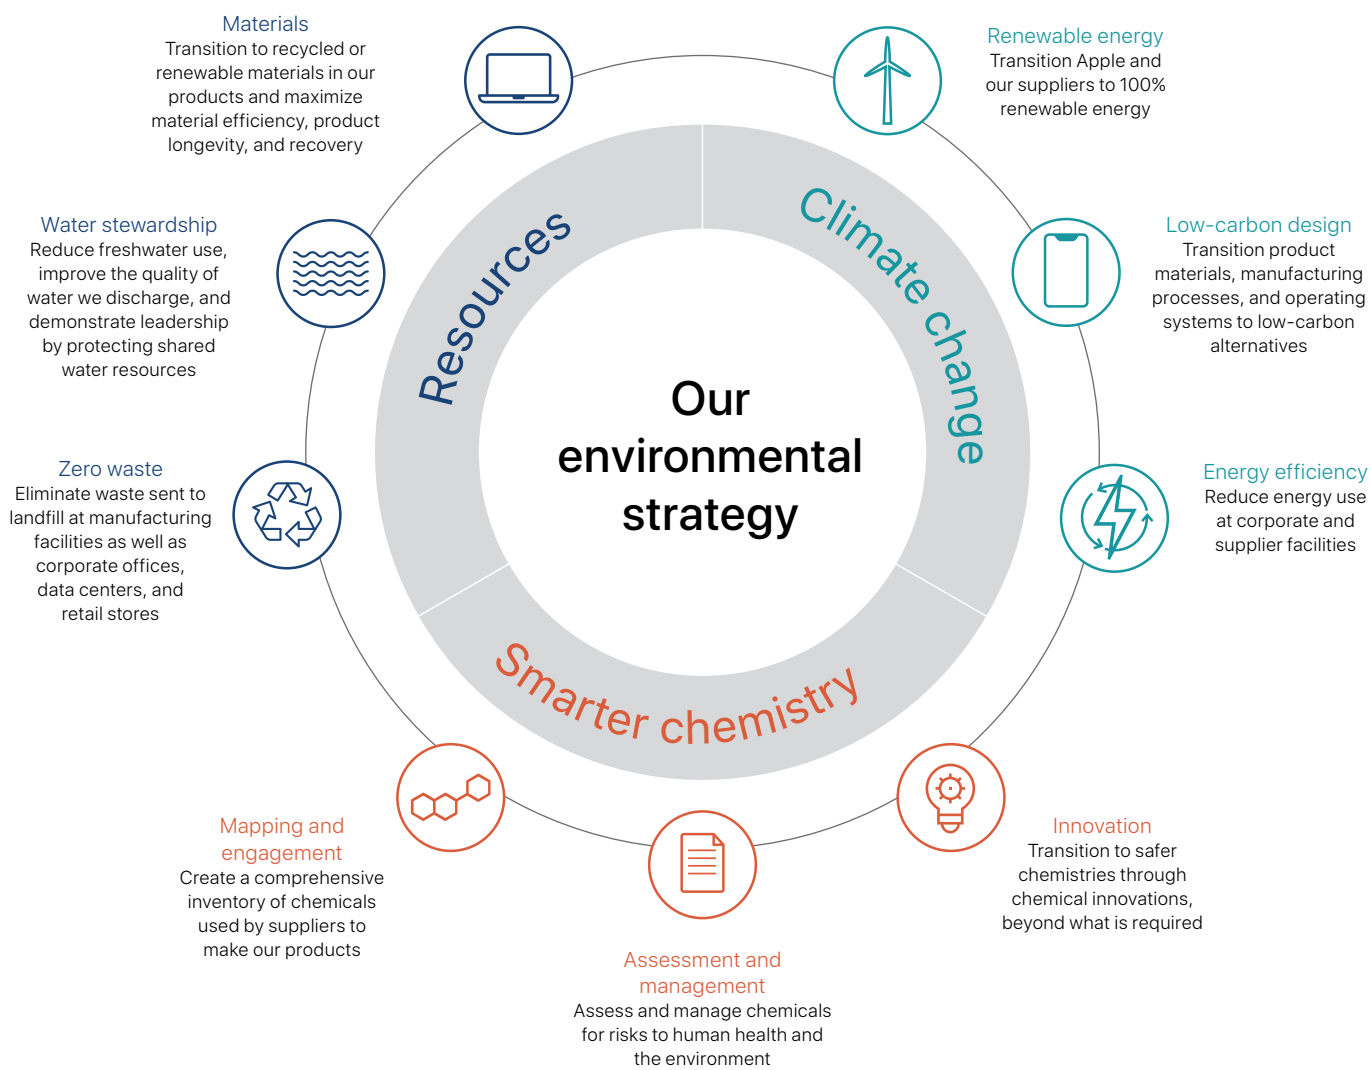 Our
environmental
strategy
Climate change
Renewable energy
Transition Apple and
our suppliers to 100%
renewable energy
Low-carbon design
Transition product
materials, manufacturing
processes, and operating
systems to low-carbon
alternatives
Energy efficiency
Reduce energy use
at corporate and
supplier facilities
Smarter chemistry
Innovation
Transition to safer
chemistries through
chemical innovations,
beyond what is required
Assessment and
management
Assess and manage chemicals
for risks to human health and
the environment
Mapping and
engagement
Create a comprehensive
inventory of chemicals
used by suppliers to
make our products
Resources
Zero waste
Eliminate waste sent to
landfill at manufacturing
facilities as well as
corporate offices,
data centers, and
retail stores
Water stewardship
Reduce freshwater use,
improve the quality of
water we discharge, and
demonstrate leadership
by protecting shared
water resources
Materials
Transition to recycled or
renewable materials in our
products and maximize
material efficiency, product
longevity, and recovery